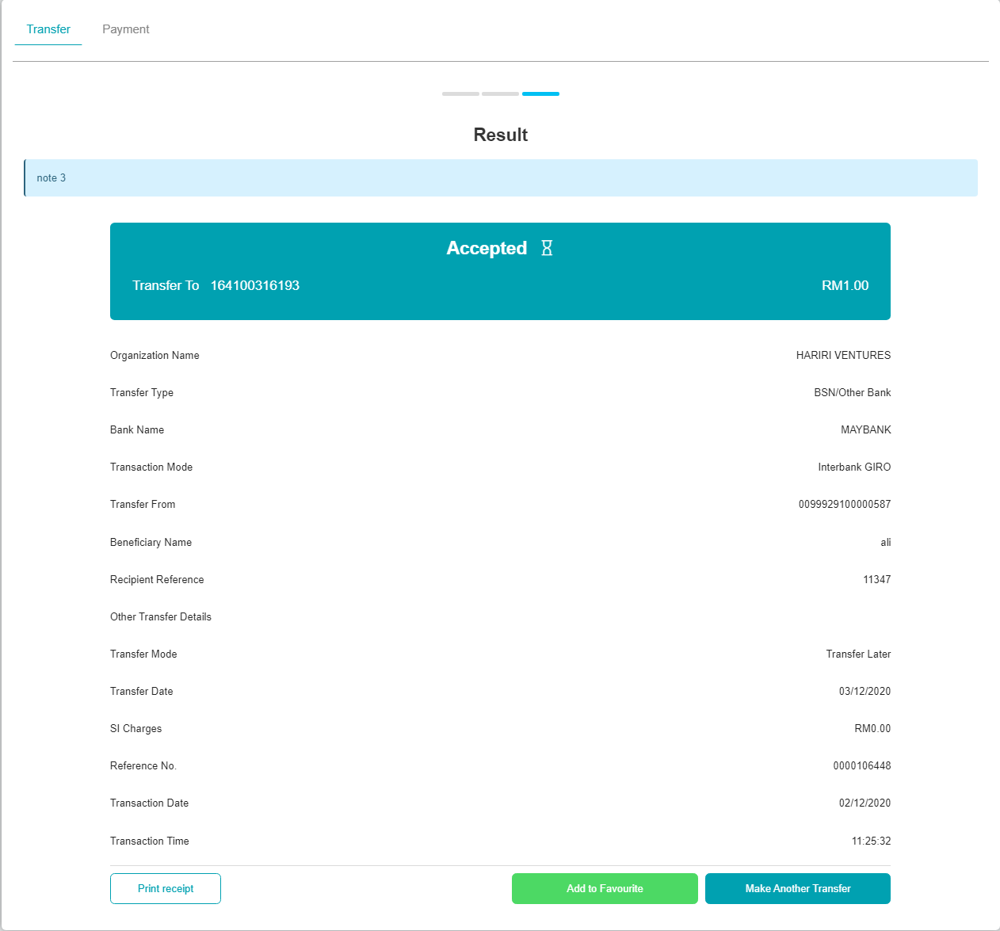 Transfer Payment
Result
note 3
Accepted
Transfer To 164100316193 RM1.00
Organization Name HARIRI VENTURES
Transfer Type BSN/Other Bank
Bank Name MAYBANK
Transaction Mode Interbank GIRO
Transfer From 0099929100000587
Beneficiary Name ali
Recipient Reference 11347
Other Transfer Details
Transfer Mode Transfer Later
Transfer Date 03/12/2020
SI Charges RM0.00
Reference No. 0000106448
Transaction Date 02/12/2020
Transaction Time 11:25:32
Print receipt Add to Favourite Make Another Transfer